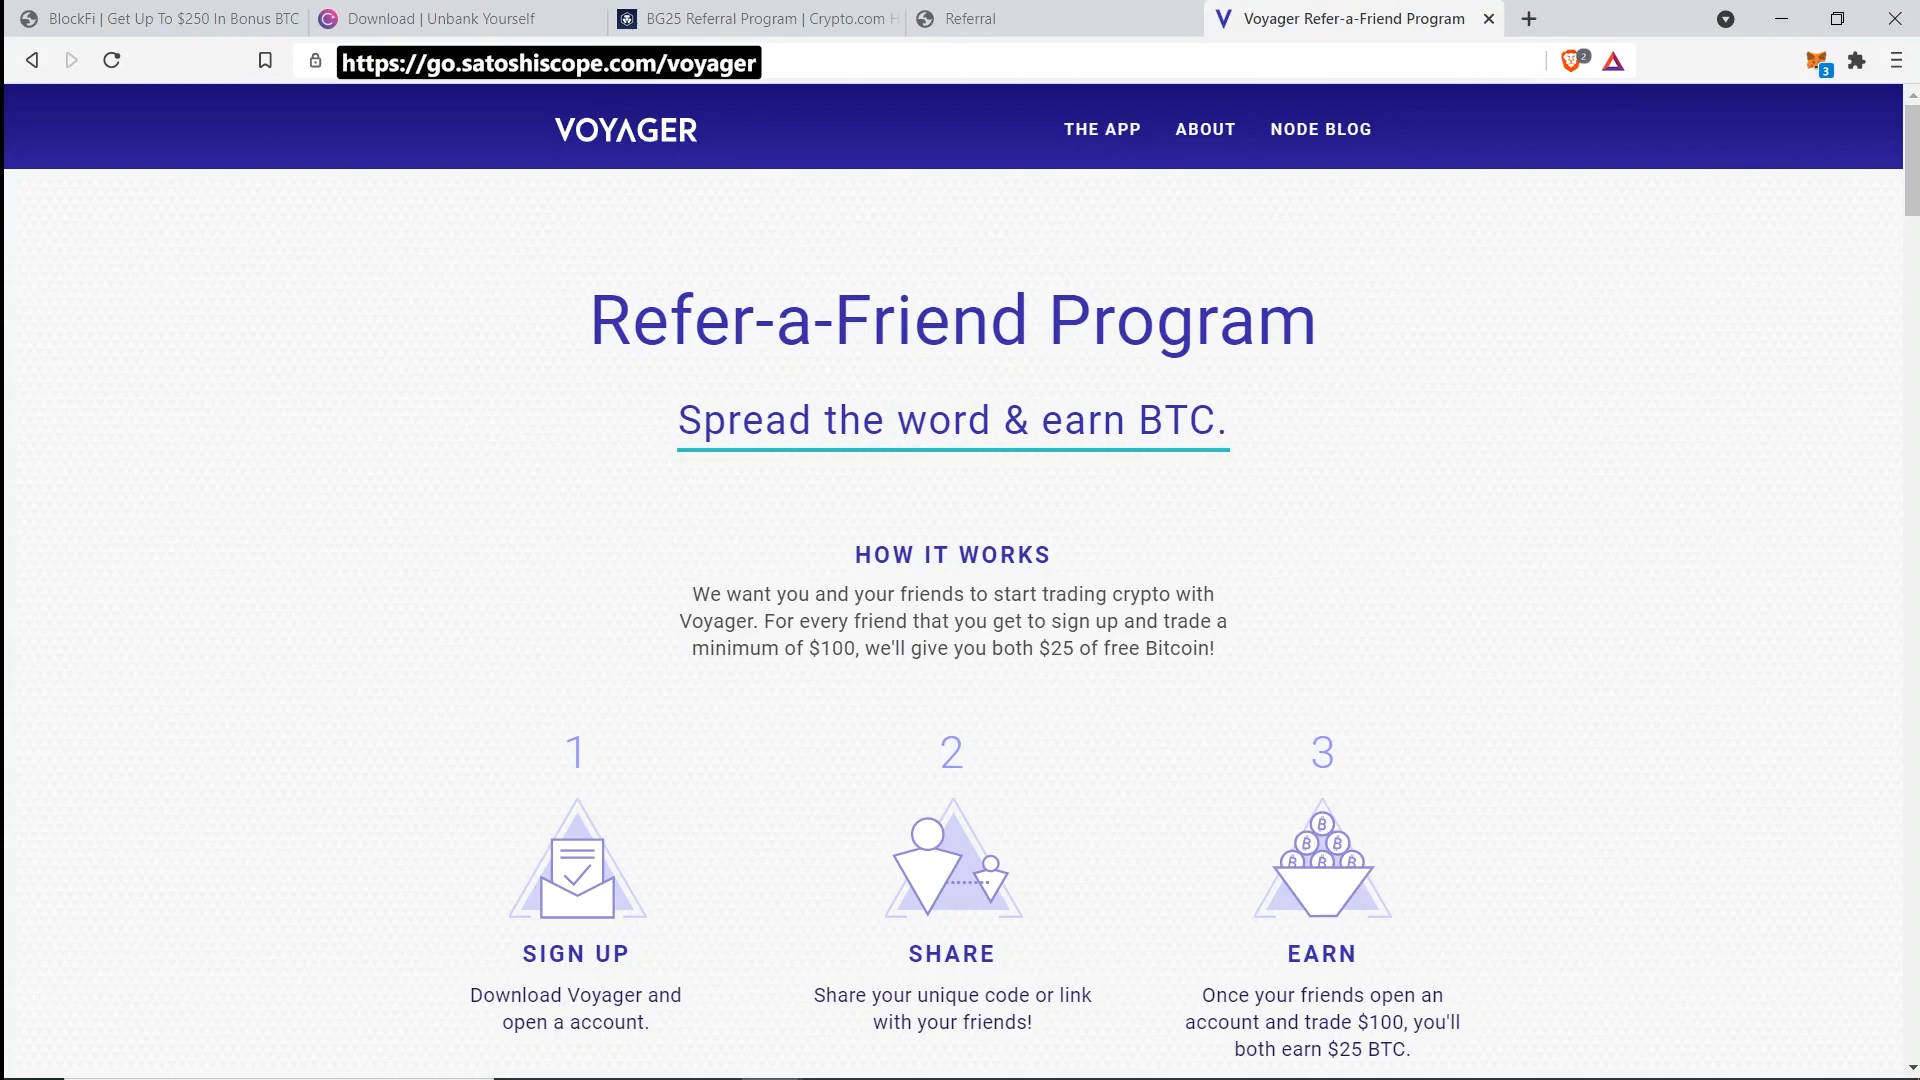 BlockFi | Get Up To $250 In Bonus BTC
Download | Unbank Yourself
BG25 Referral Program | Crypto.com H
Referral
Voyager Refer-a-Friend Program
https://go.satoshiscope.com/voyager
2
3
VOYAGER
THE APP
ABOUT
NODE BLOG
Refer-a-Friend Program
Spread the word & earn BTC.
HOW IT WORKS
We want you and your friends to start trading crypto with
Voyager. For every friend that you get to sign up and trade a
minimum of $100, we'll give you both $25 of free Bitcoin!
1
SIGN UP
Download Voyager and
open a account.
2
SHARE
Share your unique code or link
with your friends!
3
EARN
Once your friends open an
account and trade $100, you'll
both earn $25 BTC.